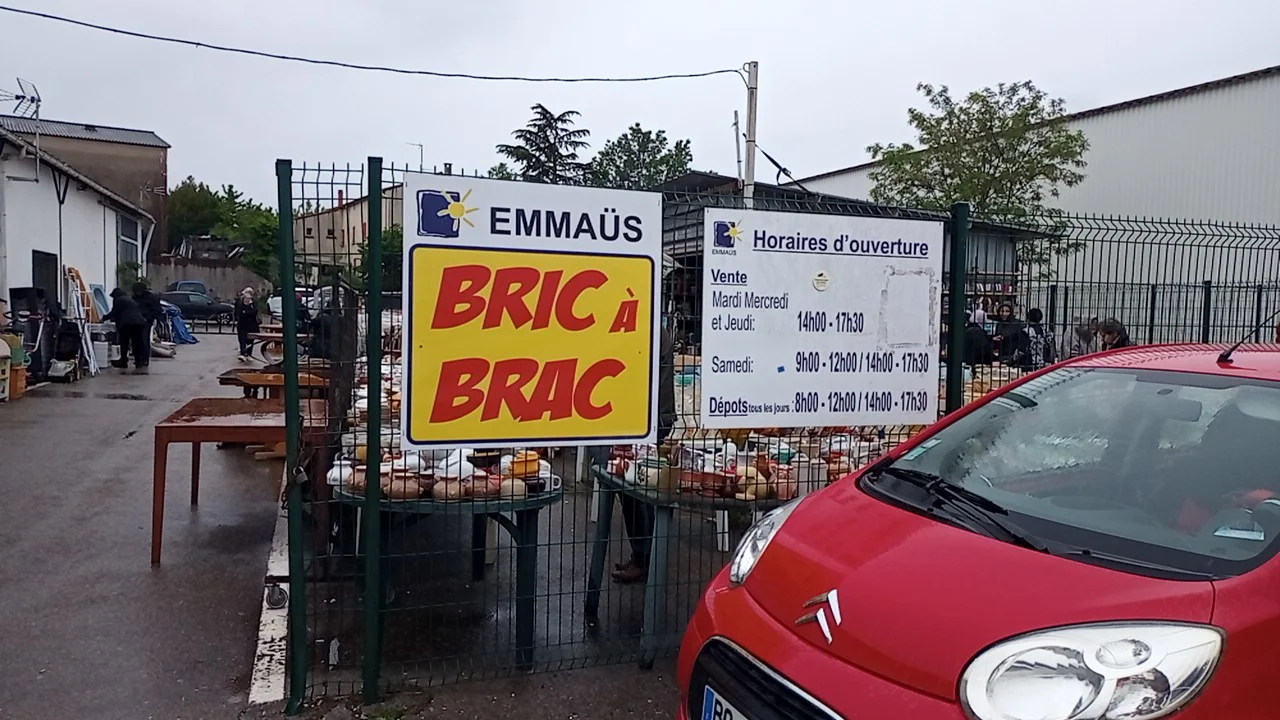 EMMAÜS
BRIC À
BRAC
EMMAÜS
Horaires d'ouverture
Vente
Mardi Mercredi
et Jeudi: 14h00 - 17h30
Samedi: 9h00 - 12h00 / 14h00 - 17h30
Dépots tous les jours : 8h00 - 12h00 / 14h00 - 17h30